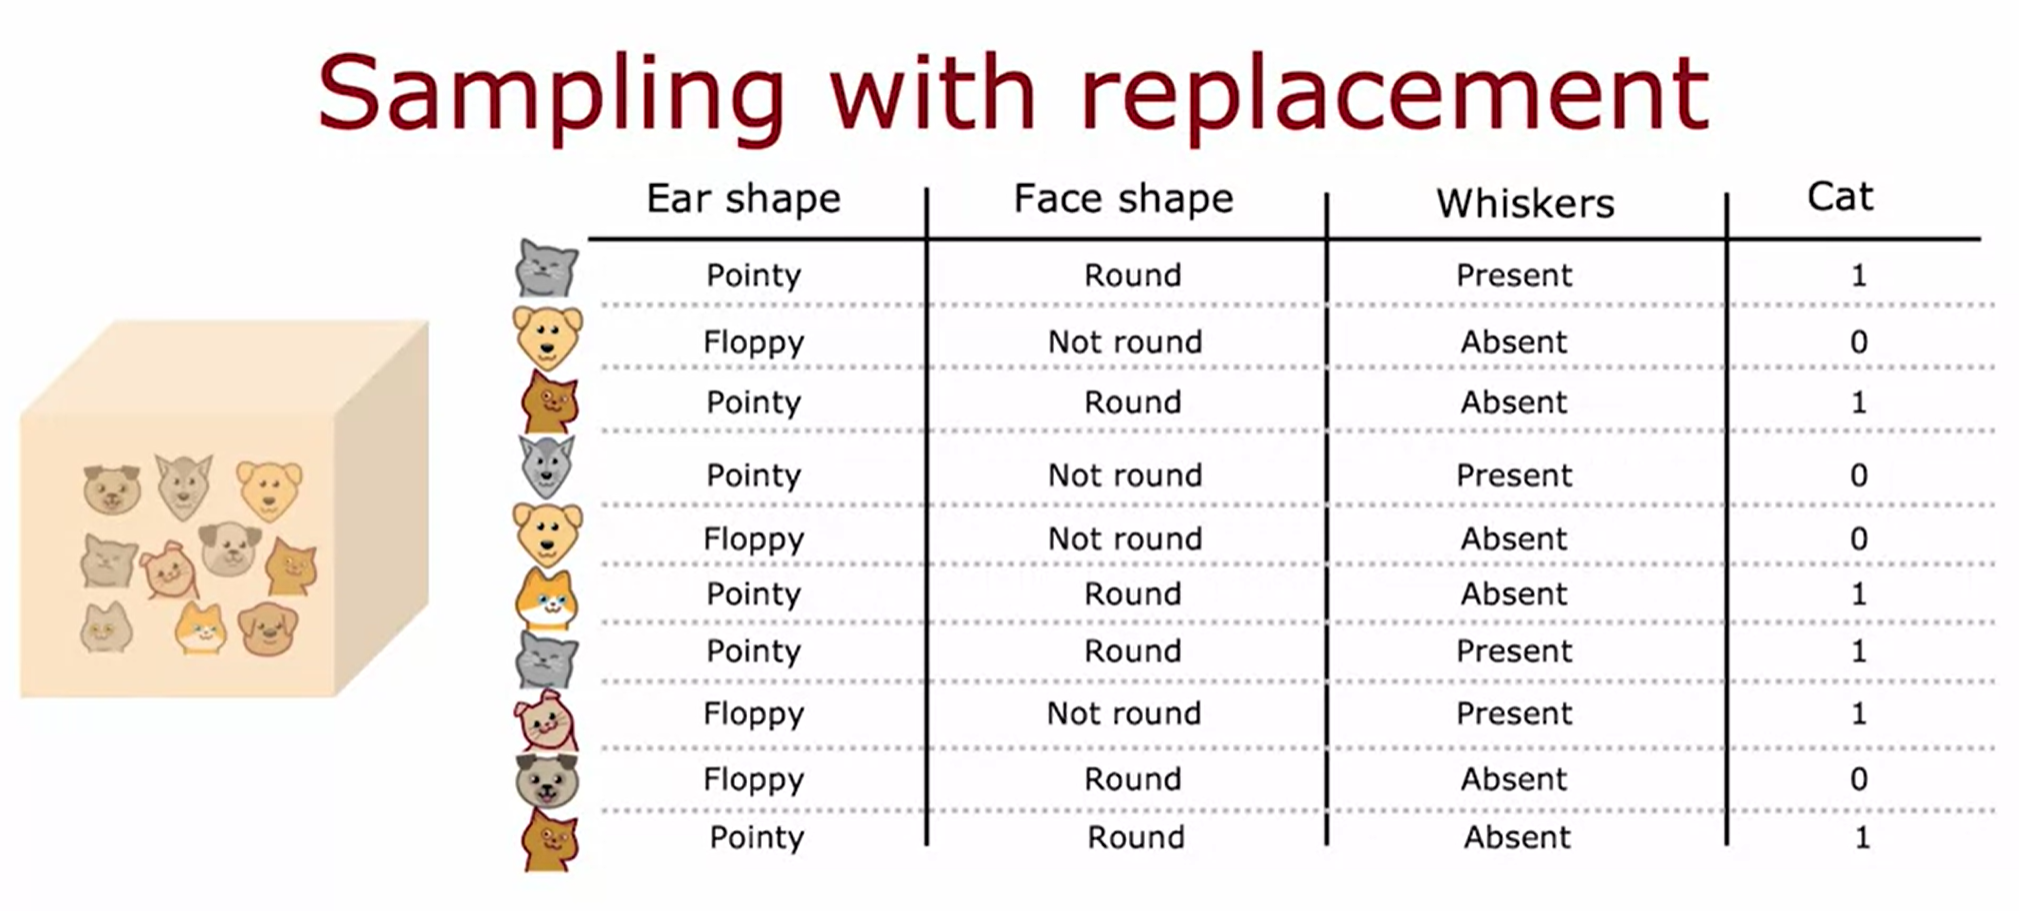 Sampling with replacement
Ear shape Face shape Whiskers Cat
Pointy Round Present 1
Floppy Not round Absent 0
Pointy Round Absent 1
Pointy Not round Present 0
Floppy Not round Absent 0
Pointy Round Absent 1
Pointy Round Present 1
Floppy Not round Present 1
Floppy Round Absent 0
Pointy Round Absent 1